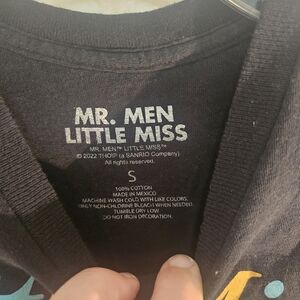 MR. MEN
LITTLE MISS
MR. MEN™ LITTLE MISS™
© 2022 THOIP (a SANRIO Company)
All rights reserved.
S
100% COTTON
MADE IN MEXICO
MACHINE WASH COLD WITH LIKE COLORS.
ONLY NON-CHLORINE BLEACH WHEN NEEDED.
TUMBLE DRY LOW
DO NOT IRON DECORATION.